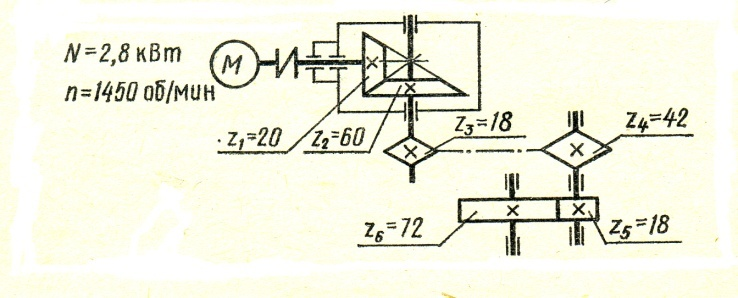 N=2,8 кВт
n=1450 об/мин
М
z₁=20
z₂=60
z₃=18
z₄=42
z₆=72
z₅=18